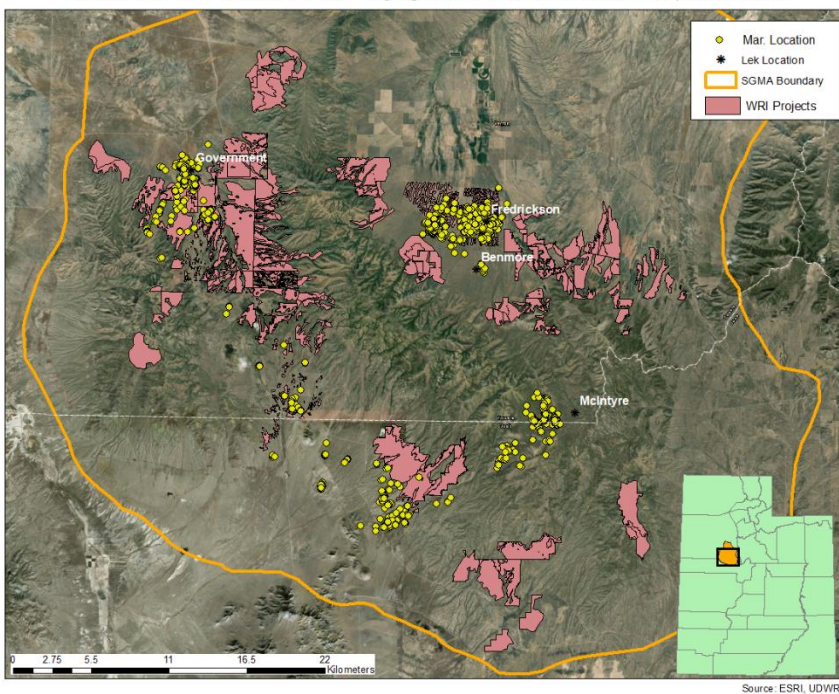 Mar. Location
Lek Location
SGMA Boundary
WRI Projects
Government
Fredrickson
Benmore
McIntyre
0 2.75 5.5 11 16.5 22
Kilometers
Source: ESRI, UDWR